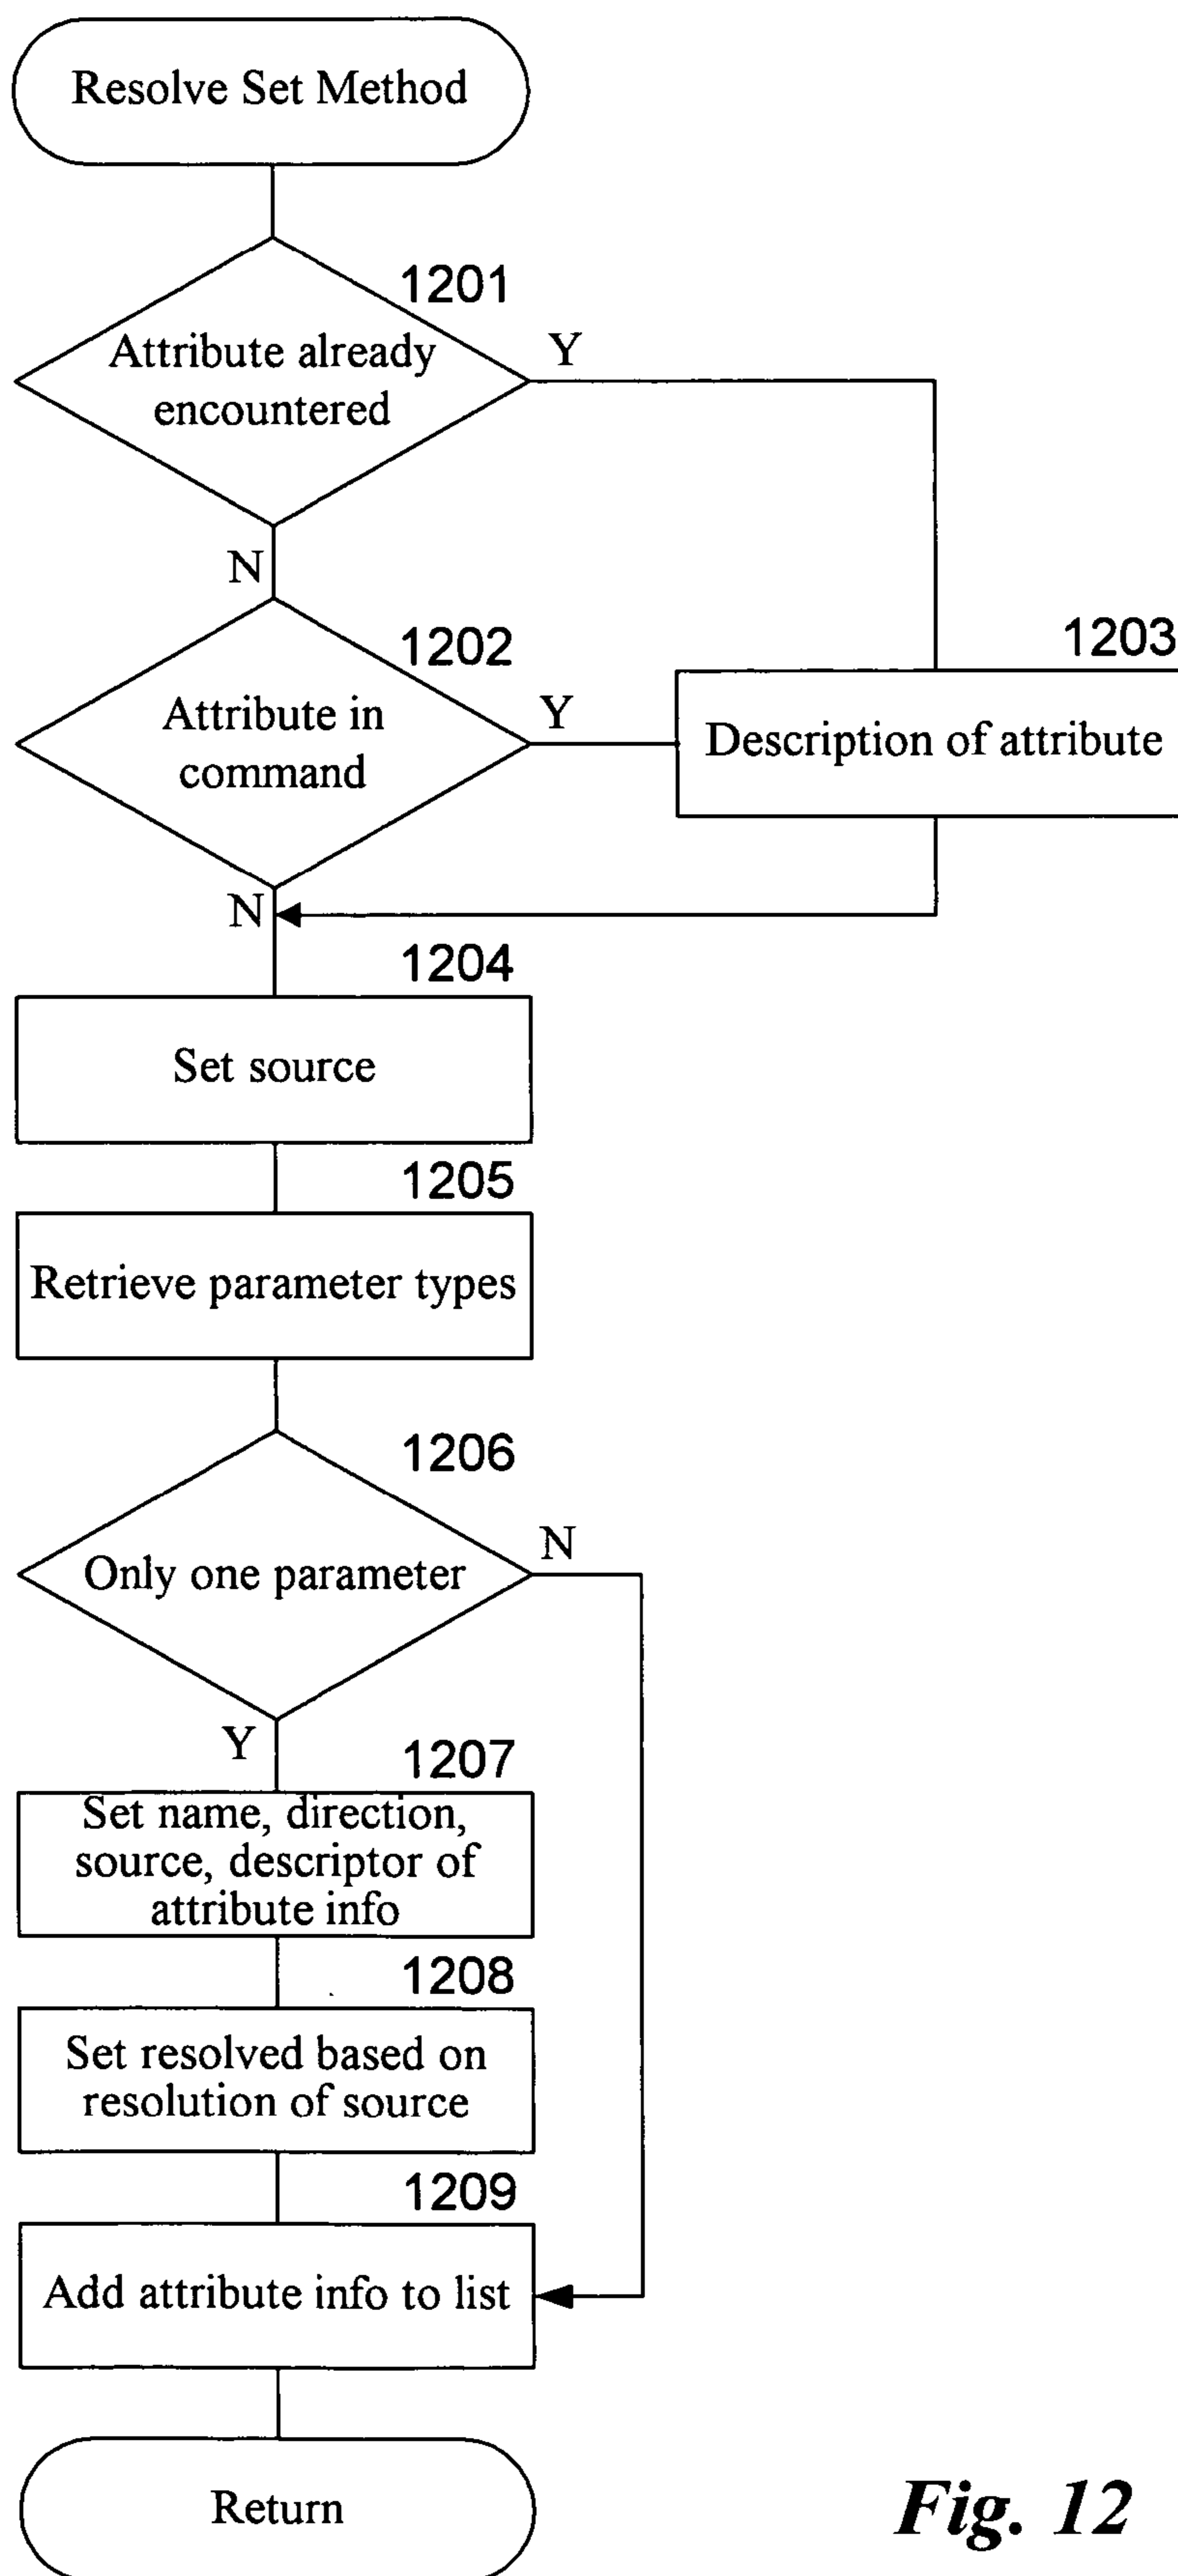 Resolve Set Method
1201
Attribute already
encountered
Y
N
1202
Attribute in
command
Y
1203
Description of attribute
N
1204
Set source
1205
Retrieve parameter types
1206
Only one parameter
N
Y
1207
Set name, direction,
source, descriptor of
attribute info
1208
Set resolved based on
resolution of source
1209
Add attribute info to list
Return
Fig. 12